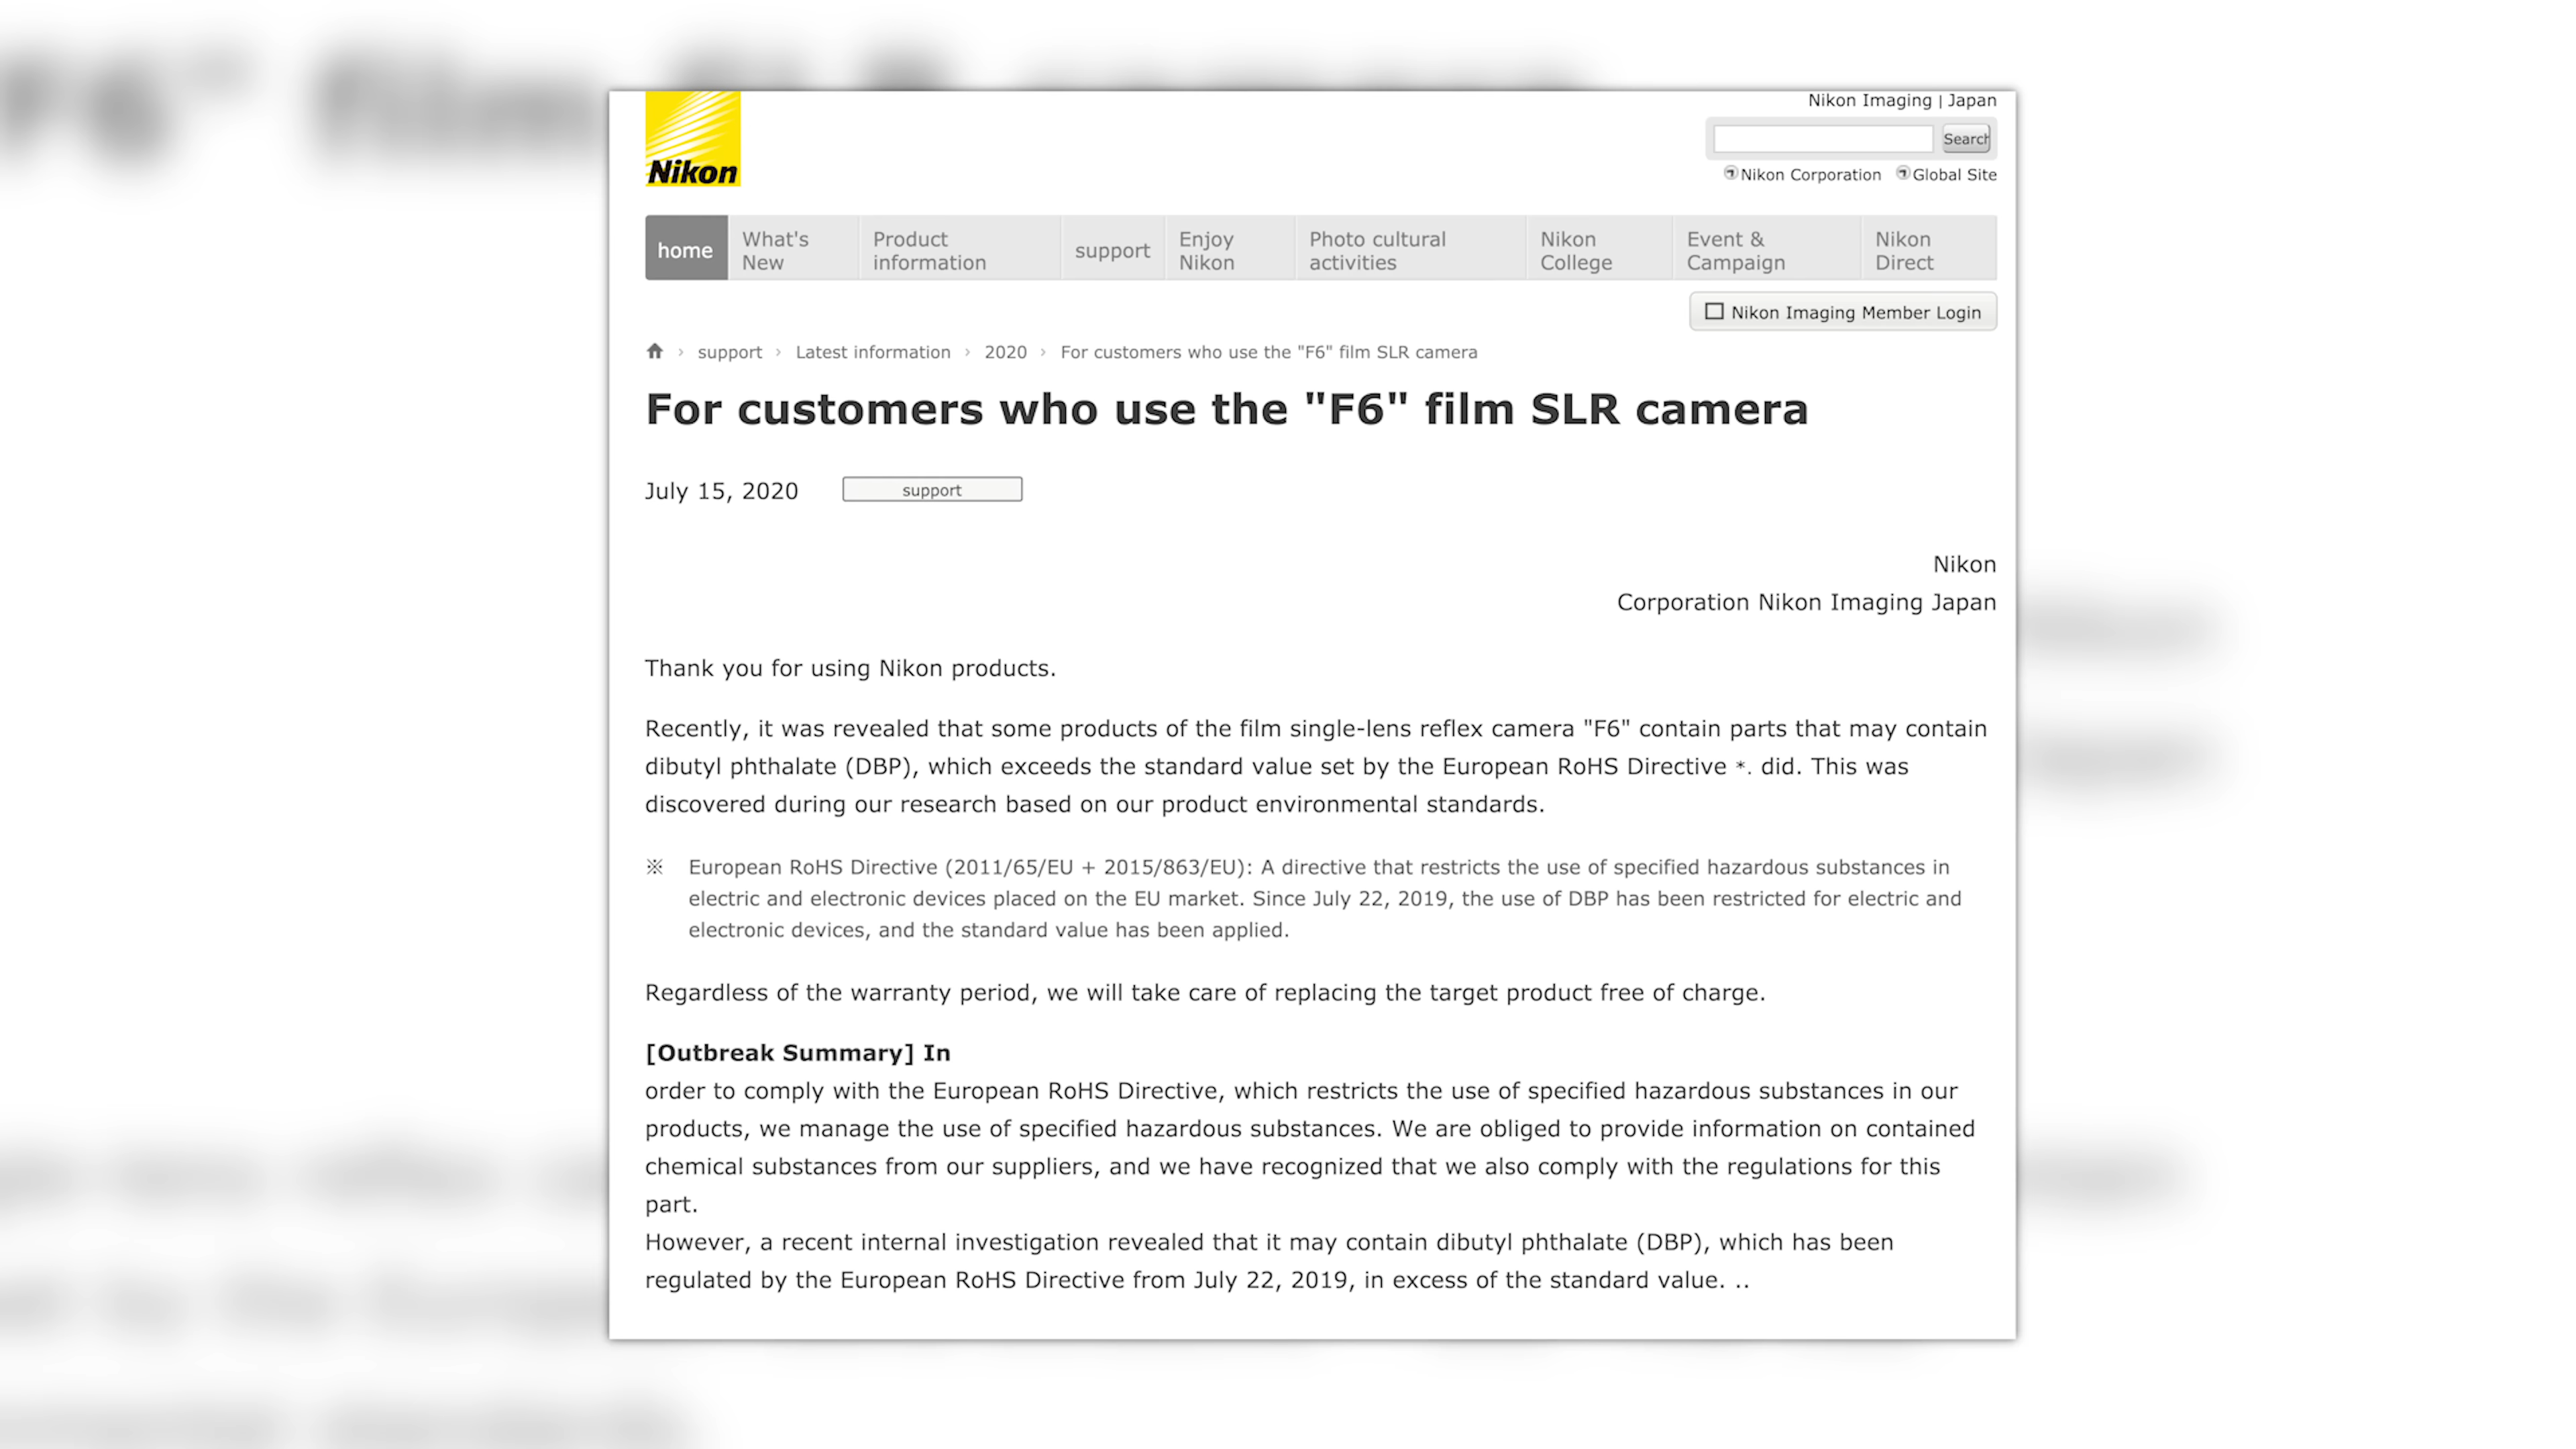 Nikon
Nikon Imaging | Japan
Search
Nikon Corporation Global Site
home
What's New
Product information
support
Enjoy Nikon
Photo cultural activities
Nikon College
Event & Campaign
Nikon Direct
Nikon Imaging Member Login
support › Latest information › 2020 › For customers who use the "F6" film SLR camera
For customers who use the "F6" film SLR camera
July 15, 2020 support
Nikon
Corporation Nikon Imaging Japan
Thank you for using Nikon products.
Recently, it was revealed that some products of the film single-lens reflex camera "F6" contain parts that may contain
dibutyl phthalate (DBP), which exceeds the standard value set by the European RoHS Directive *. did. This was
discovered during our research based on our product environmental standards.
※ European RoHS Directive (2011/65/EU + 2015/863/EU): A directive that restricts the use of specified hazardous substances in
electric and electronic devices placed on the EU market. Since July 22, 2019, the use of DBP has been restricted for electric and
electronic devices, and the standard value has been applied.
Regardless of the warranty period, we will take care of replacing the target product free of charge.
[Outbreak Summary] In
order to comply with the European RoHS Directive, which restricts the use of specified hazardous substances in our
products, we manage the use of specified hazardous substances. We are obliged to provide information on contained
chemical substances from our suppliers, and we have recognized that we also comply with the regulations for this
part.
However, a recent internal investigation revealed that it may contain dibutyl phthalate (DBP), which has been
regulated by the European RoHS Directive from July 22, 2019, in excess of the standard value. ..